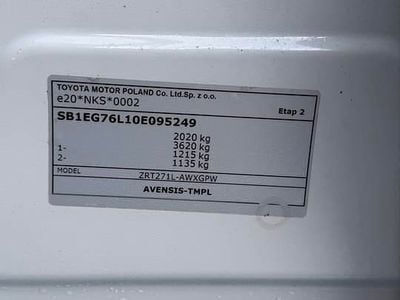 TOYOTA MOTOR POLAND Co. Ltd.Sp. z o.o.
e20*NKS*0002
Etap 2
SB1EG76L10E095249
2020 kg
3620 kg
1- 1215 kg
2- 1135 kg
MODEL ZRT271L-AWXGPW
AVENSIS-TMPL